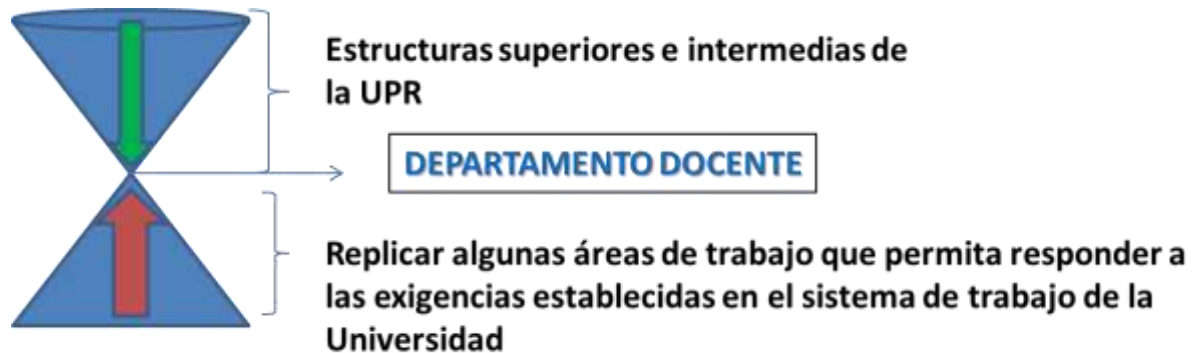 Estructuras superiores e intermedias de
la UPR
DEPARTAMENTO DOCENTE
Replicar algunas áreas de trabajo que permita responder a
las exigencias establecidas en el sistema de trabajo de la
Universidad